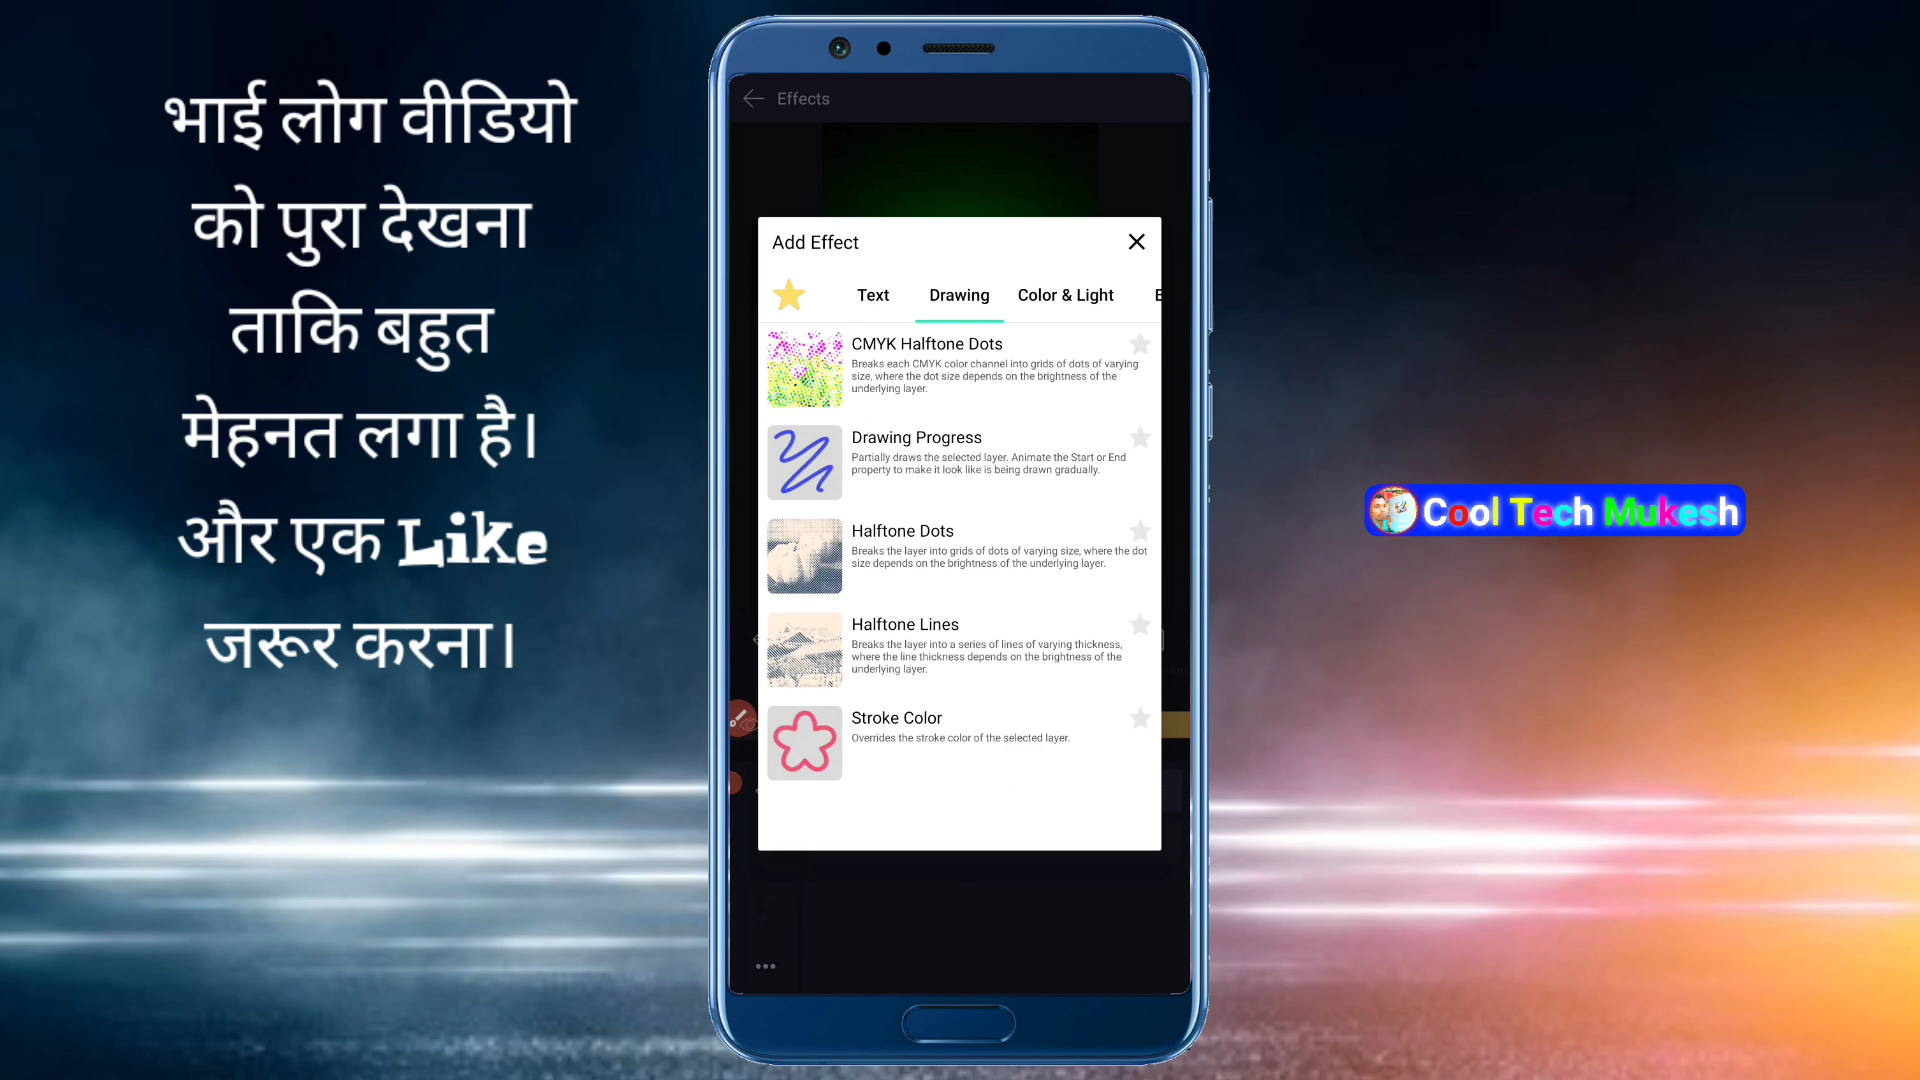 भाई लोग वीडियो
को पुरा देखना
ताकि बहुत
मेहनत लगा है।
और एक Like
जरूर करना।
Effects
Add Effect
Text Drawing Color & Light
CMYK Halftone Dots
Breaks each CMYK color channel into grids of dots of varying
size, where the dot size depends on the brightness of the
underlying layer.
Drawing Progress
Partially draws the selected layer. Animate the Start or End
property to make it look like is being drawn gradually.
Halftone Dots
Breaks the layer into grids of dots of varying size, where the dot
size depends on the brightness of the underlying layer.
Halftone Lines
Breaks the layer into a series of lines of varying thickness,
where the line thickness depends on the brightness of the
underlying layer.
Stroke Color
Overrides the stroke color of the selected layer.
Cool Tech Mukesh